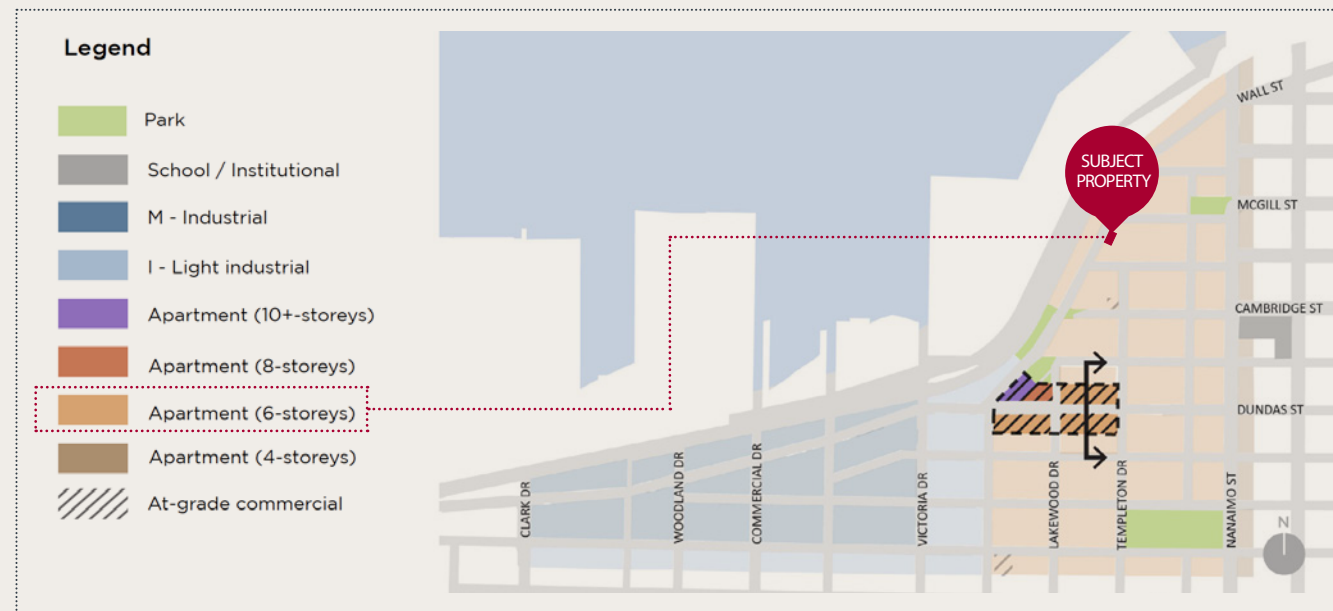 Legend
Park
School / Institutional
M - Industrial
I - Light industrial
Apartment (10+-storeys)
Apartment (8-storeys)
Apartment (6-storeys)
Apartment (4-storeys)
At-grade commercial
WALL ST
SUBJECT
PROPERTY
MCGILL ST
CAMBRIDGE ST
DUNDAS ST
CLARK DR
WOODLAND DR
COMMERCIAL DR
VICTORIA DR
LAKEWOOD DR
TEMPLETON DR
NANAIMO ST
N